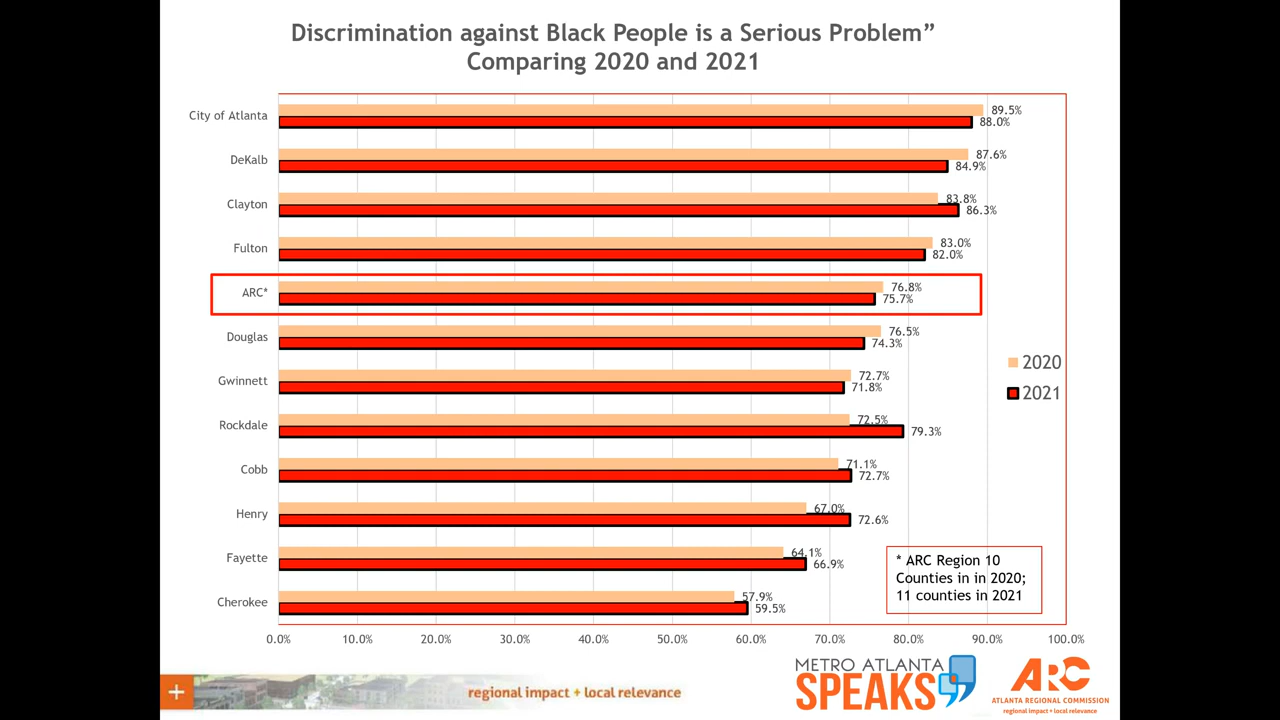 Discrimination against Black People is a Serious Problem”
Comparing 2020 and 2021
City of Atlanta
89.5%
88.0%
DeKalb
87.6%
84.9%
Clayton
83.8%
86.3%
Fulton
83.0%
82.0%
ARC*
76.8%
75.7%
Douglas
76.5%
74.3%
Gwinnett
72.7%
71.8%
Rockdale
72.5%
79.3%
Cobb
71.1%
72.7%
Henry
67.0%
72.6%
Fayette
64.1%
66.9%
Cherokee
57.9%
59.5%
2020
2021
* ARC Region 10
Counties in in 2020;
11 counties in 2021
0.0% 10.0% 20.0% 30.0% 40.0% 50.0% 60.0% 70.0% 80.0% 90.0% 100.0%
+
regional impact + local relevance
METRO ATLANTA
SPEAKS
ARC
ATLANTA REGIONAL COMMISSION
regional impact + local relevance